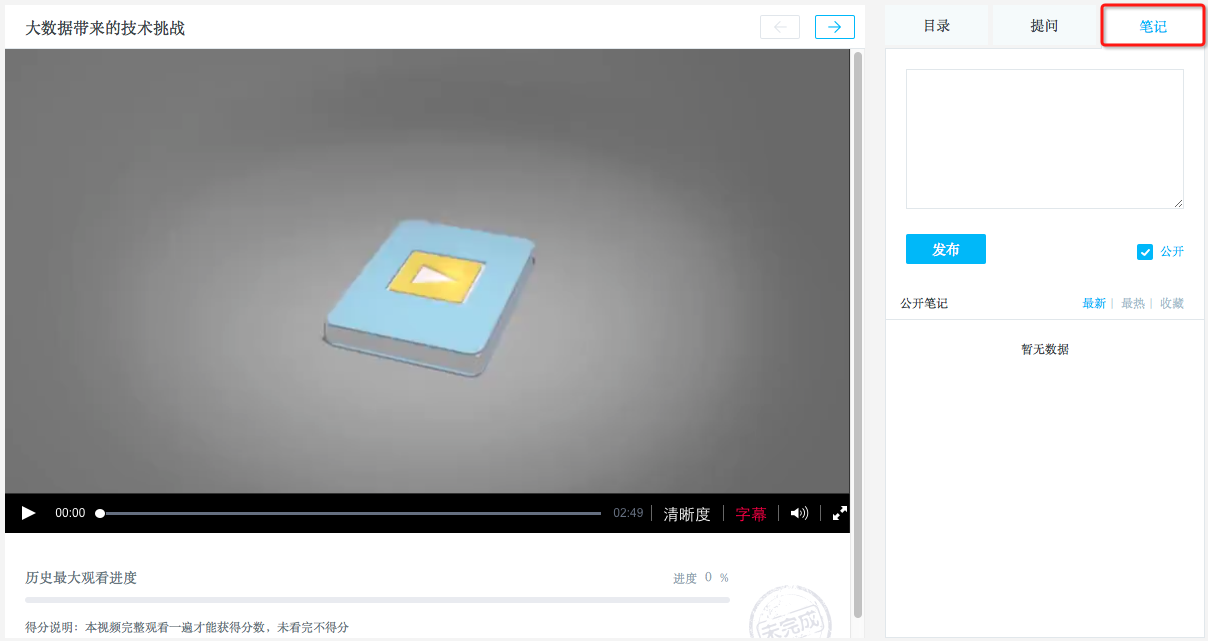 大数据带来的技术挑战
目录 提问 笔记
发布 公开
公开笔记 最新 | 最热 | 收藏
暂无数据
00:00 02:49 清晰度 字幕
历史最大观看进度 进度 0 %
得分说明：本视频完整观看一遍才能获得分数，未看完不得分
未完成